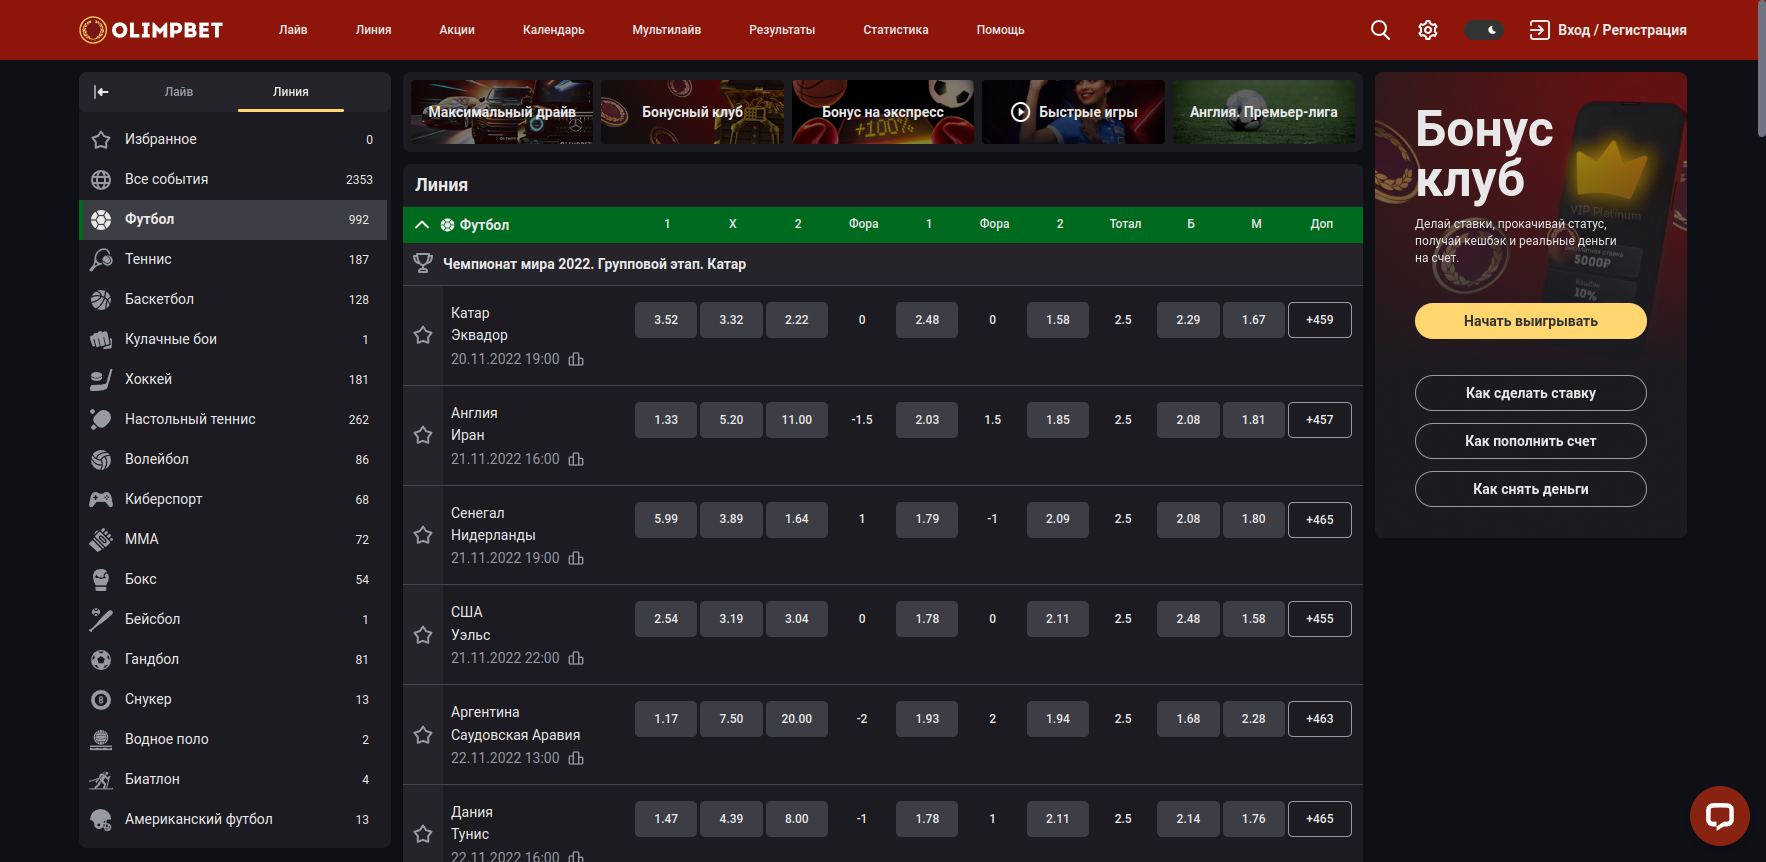 OLIMPBET
Лайв Линия Акции Календарь Мультилайв Результаты Статистика Помощь
Вход / Регистрация
Лайв Линия
Избранное 0
Все события 2353
Футбол 992
Теннис 187
Баскетбол 128
Кулачные бои 1
Хоккей 181
Настольный теннис 262
Волейбол 86
Киберспорт 68
ММА 72
Бокс 54
Бейсбол 1
Гандбол 81
Снукер 13
Водное поло 2
Биатлон 4
Американский футбол 13
Максимальный драйв
Бонусный клуб
Бонус на экспресс
+100%
Быстрые игры
Англия. Премьер-лига
Линия
Футбол 1 X 2 Фора 1 Фора 2 Тотал Б М Доп
Чемпионат мира 2022. Групповой этап. Катар
Катар
Эквадор
20.11.2022 19:00
3.52 3.32 2.22 0 2.48 0 1.58 2.5 2.29 1.67 +459
Англия
Иран
21.11.2022 16:00
1.33 5.20 11.00 -1.5 2.03 1.5 1.85 2.5 2.08 1.81 +457
Сенегал
Нидерланды
21.11.2022 19:00
5.99 3.89 1.64 1 1.79 -1 2.09 2.5 2.08 1.80 +465
США
Уэльс
21.11.2022 22:00
2.54 3.19 3.04 0 1.78 0 2.11 2.5 2.48 1.58 +455
Аргентина
Саудовская Аравия
22.11.2022 13:00
1.17 7.50 20.00 -2 1.93 2 1.94 2.5 1.68 2.28 +463
Дания
Тунис
22.11.2022 16:00
1.47 4.39 8.00 -1 1.78 1 2.11 2.5 2.14 1.76 +465
Бонус
клуб
VIP Platinum
Делай ставки, прокачивай статус,
получай кешбэк и реальные деньги
на счет.
5000₽
10%
Начать выигрывать
Как сделать ставку
Как пополнить счет
Как снять деньги